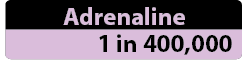 Adrenaline
1 in 400,000